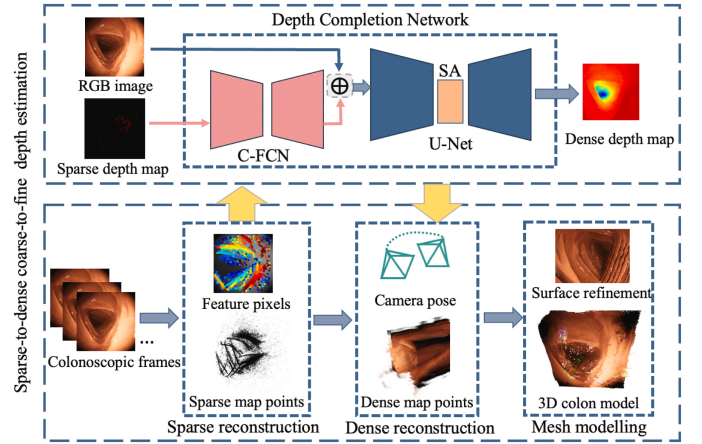 Depth Completion Network
RGB image
Sparse depth map
C-FCN
SA
U-Net
Dense depth map
Sparse-to-dense coarse-to-fine depth estimation
Colonoscopic frames
...
Feature pixels
Sparse map points
Sparse reconstruction
Camera pose
Dense map points
Dense reconstruction
Surface refinement
3D colon model
Mesh modelling